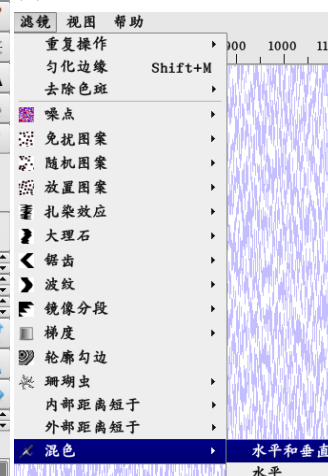 滤镜 视图 帮助
重复操作
900 1000 11
匀化边缘 Shift+M
去除色斑
噪点
免扰图案
随机图案
放置图案
扎染效应
大理石
锯齿
波纹
镜像分段
梯度
轮廓勾边
珊瑚虫
内部距离短于
外部距离短于
混色
水平和垂直
水平